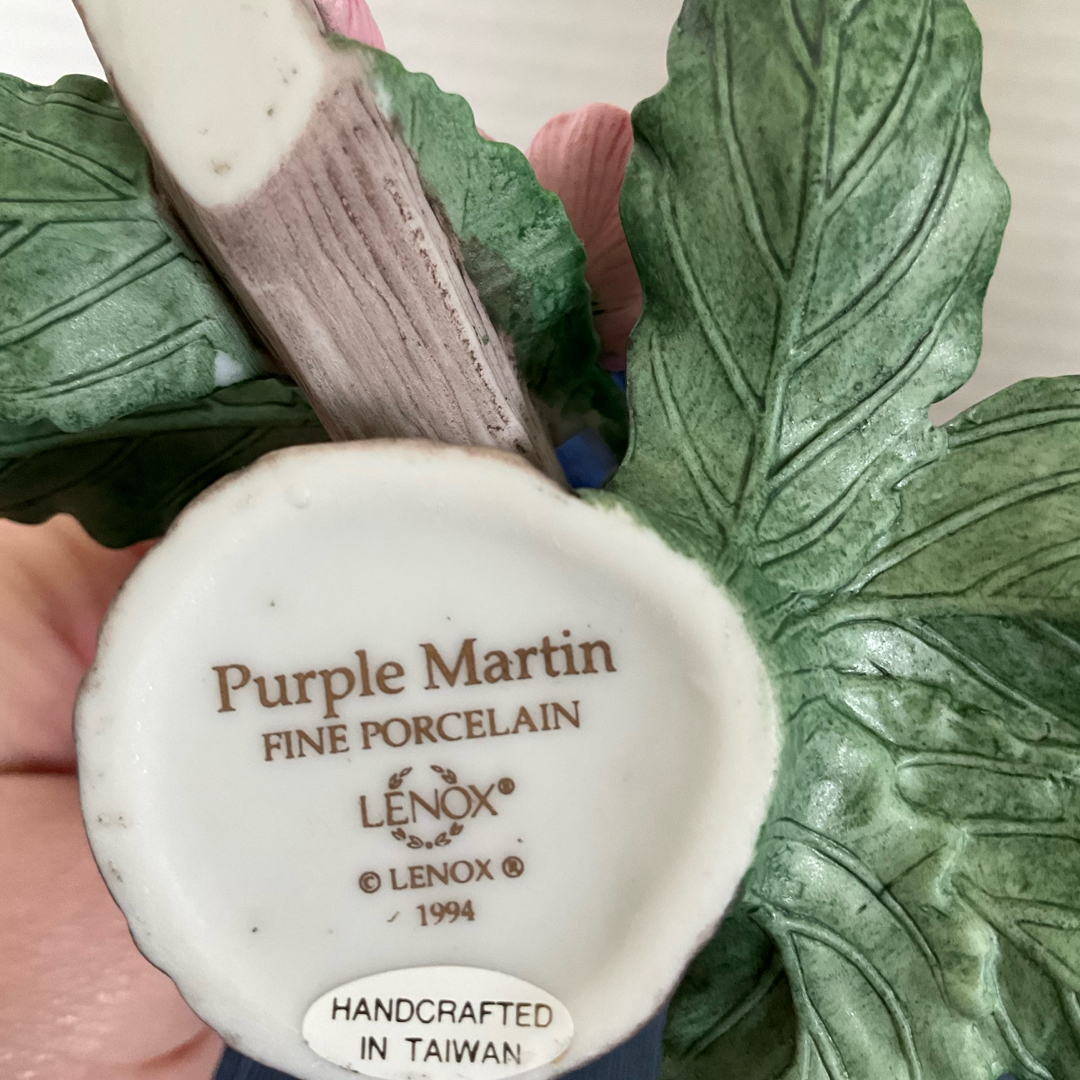 Purple Martin
FINE PORCELAIN
LENOX®
© LENOX ®
1994
HANDCRAFTED
IN TAIWAN